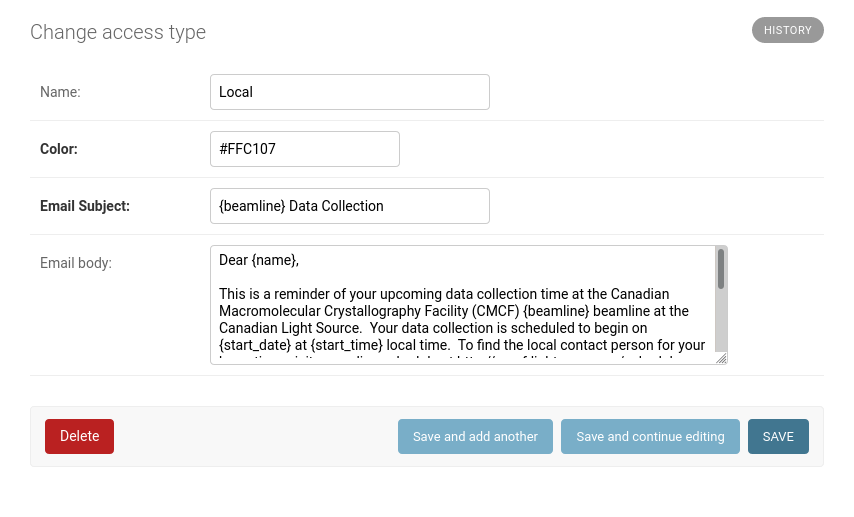 Change access type
HISTORY
Name:
Local
Color:
#FFC107
Email Subject:
{beamline} Data Collection
Email body:
Dear {name},
This is a reminder of your upcoming data collection time at the Canadian
Macromolecular Crystallography Facility (CMCF) {beamline} beamline at the
Canadian Light Source.  Your data collection is scheduled to begin on
{start_date} at {start_time} local time.  To find the local contact person for your
Delete
Save and add another
Save and continue editing
SAVE